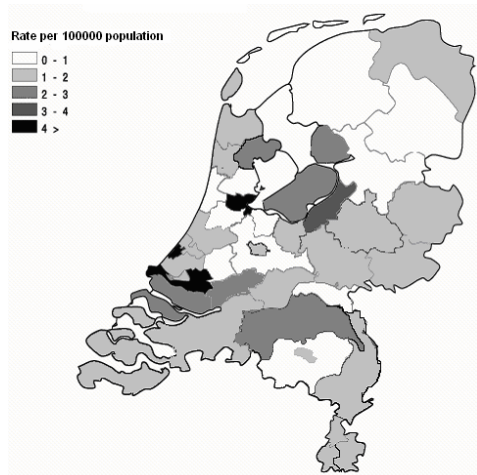 Rate per 100000 population
0 - 1
1 - 2
2 - 3
3 - 4
4 >